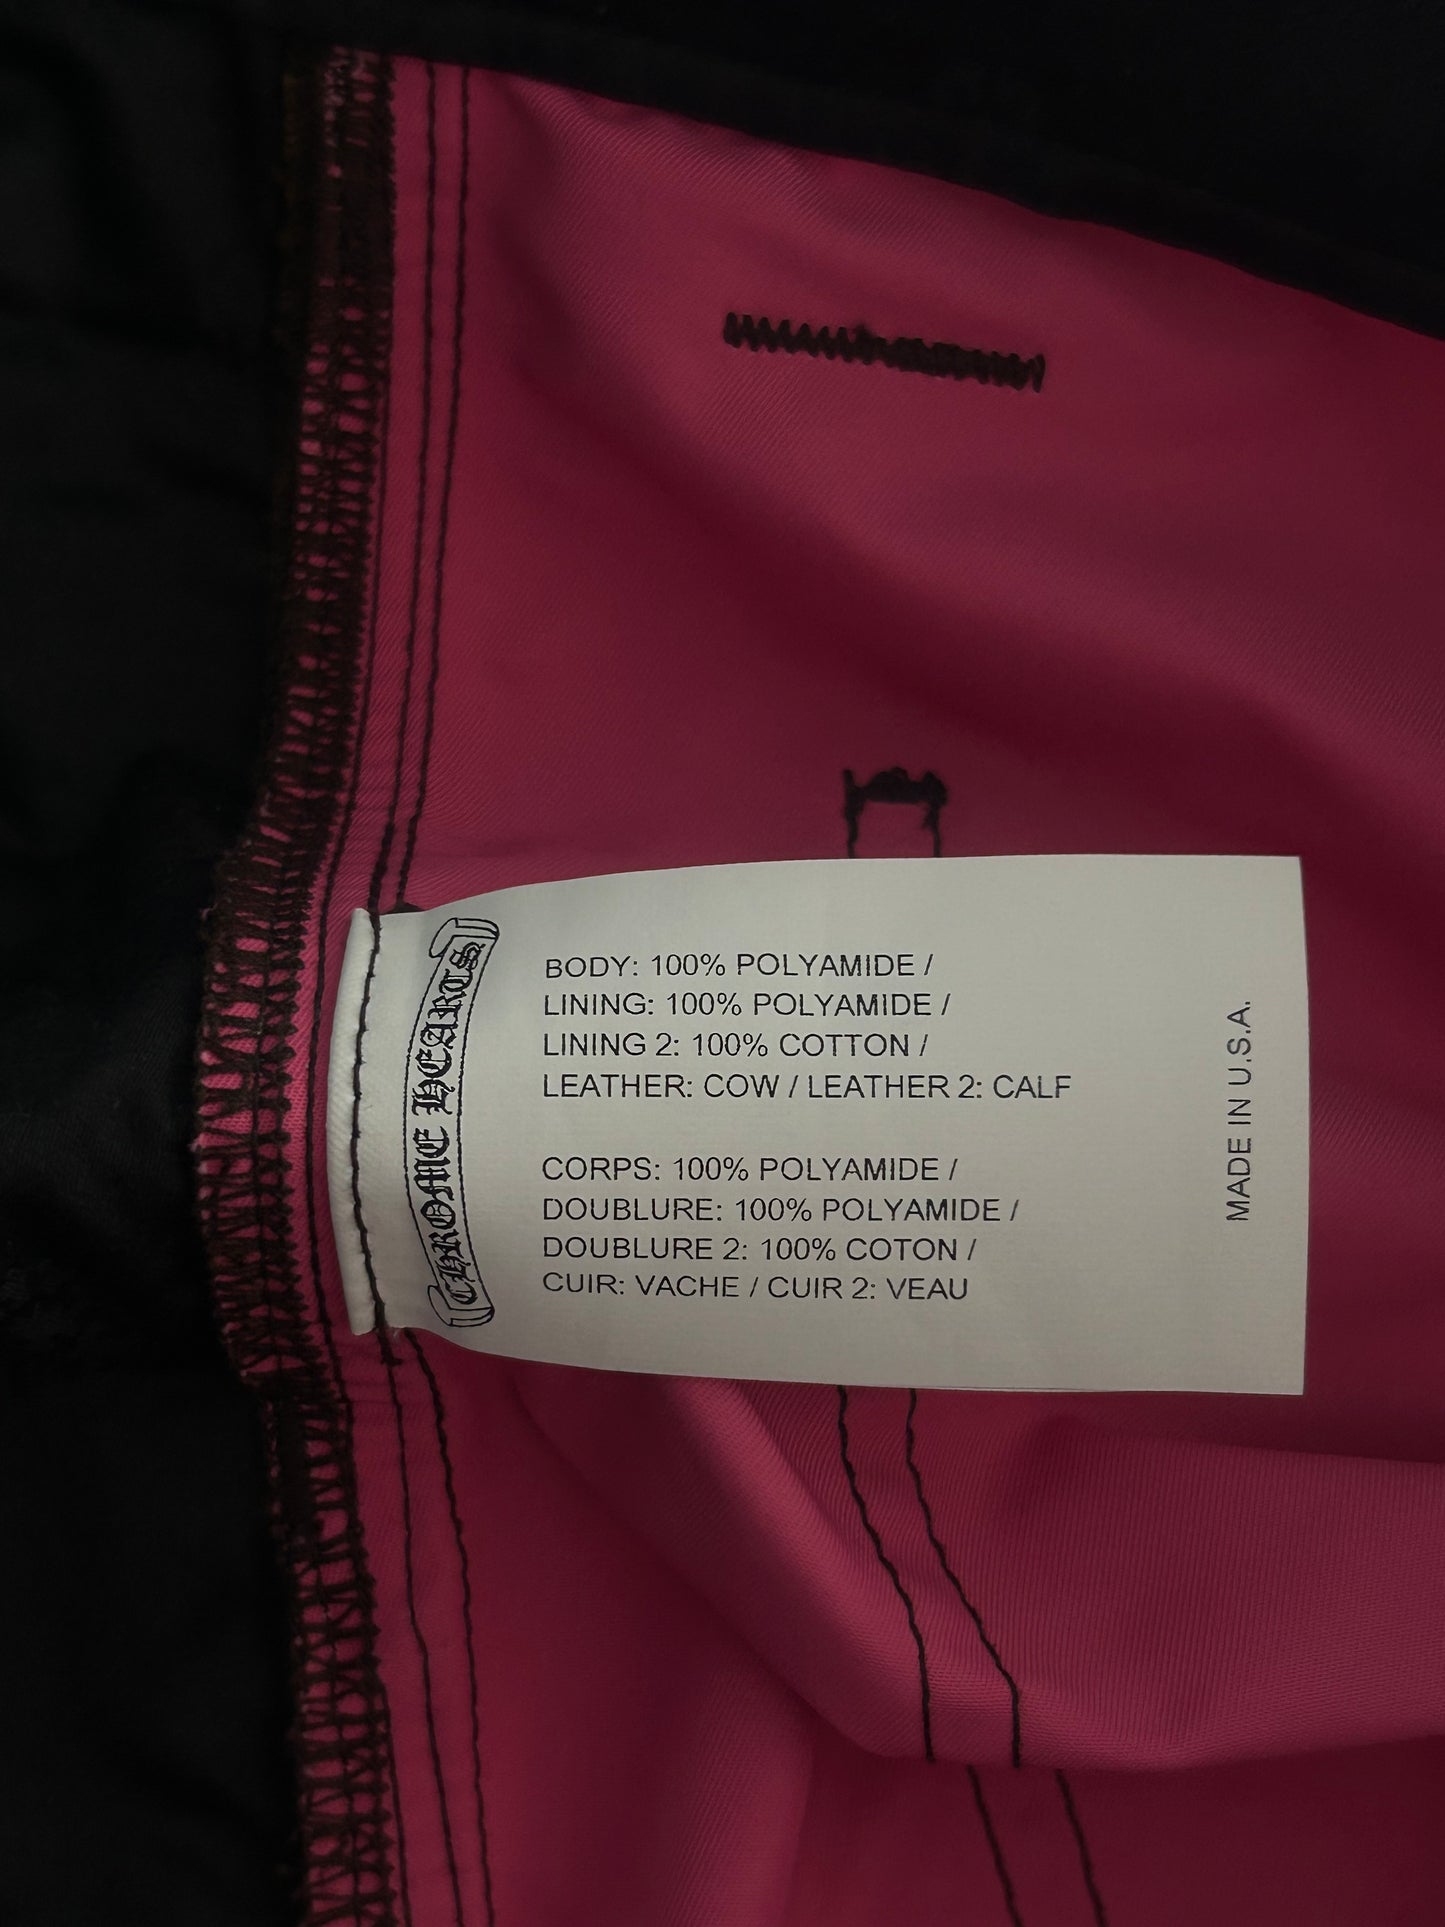 CHROME HEARTS
BODY: 100% POLYAMIDE /
LINING: 100% POLYAMIDE /
LINING 2: 100% COTTON /
LEATHER: COW / LEATHER 2: CALF
CORPS: 100% POLYAMIDE /
DOUBLURE: 100% POLYAMIDE /
DOUBLURE 2: 100% COTON /
CUIR: VACHE / CUIR 2: VEAU
MADE IN U.S.A.